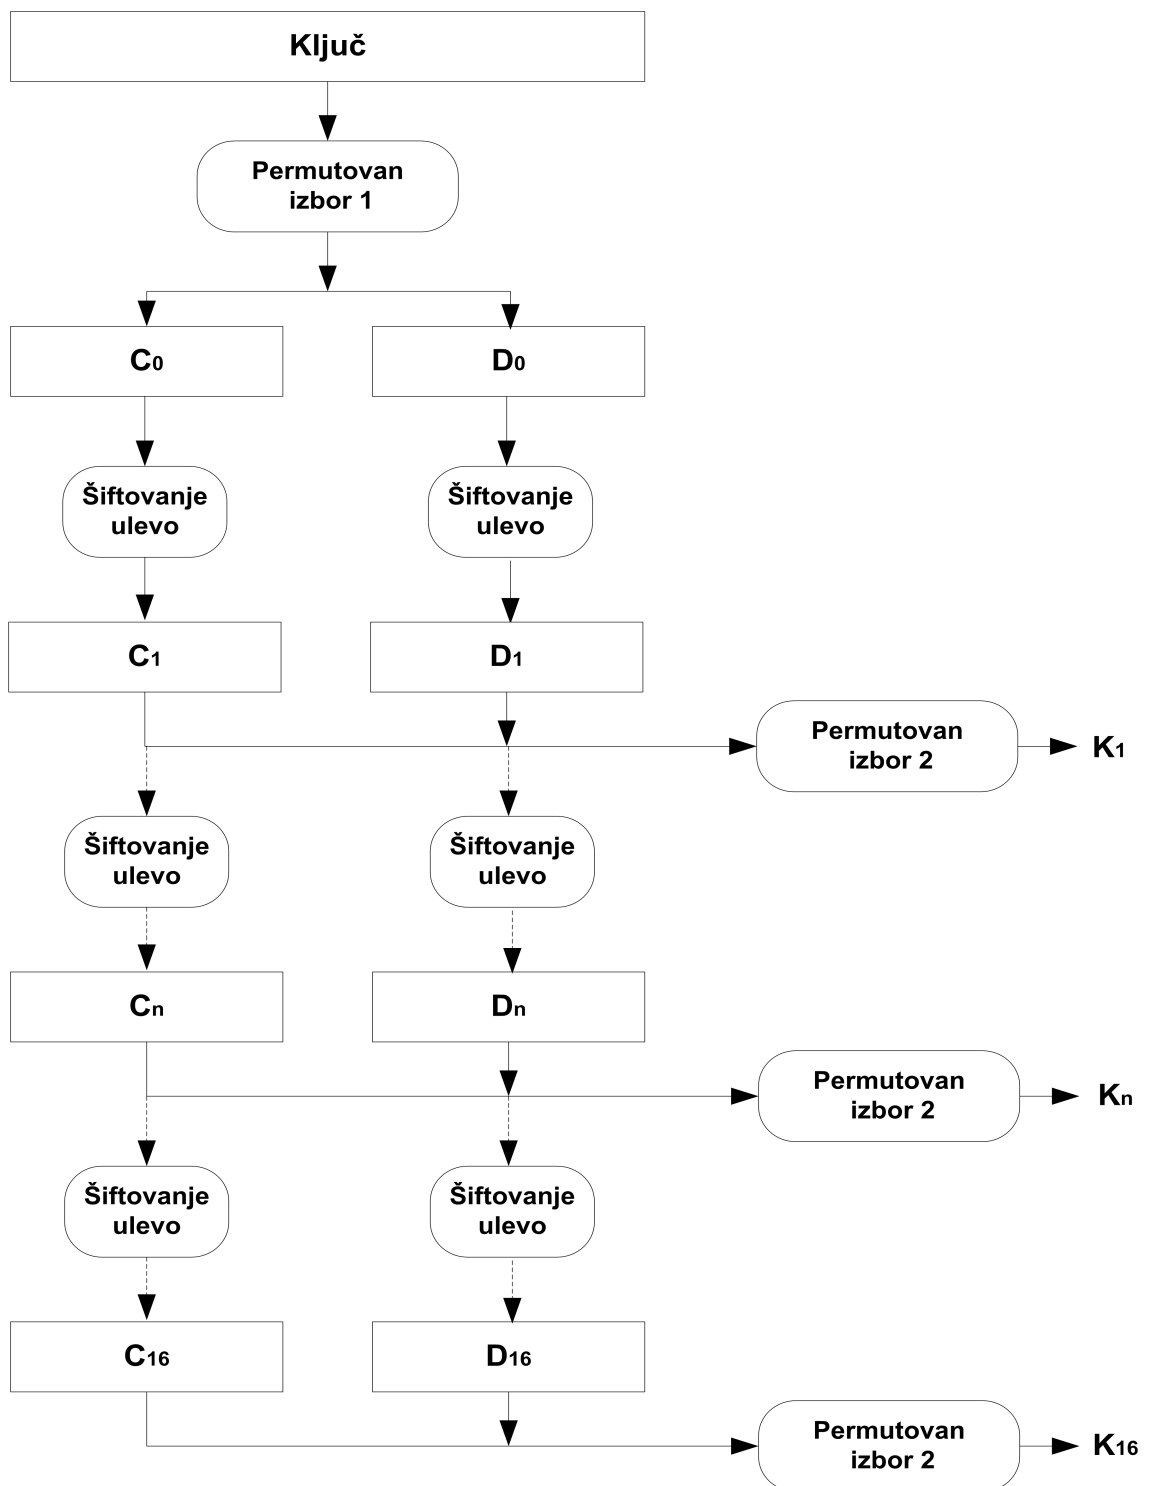 Ključ
Permutovan
izbor 1
C0
D0
Šiftovanje
ulevo
Šiftovanje
ulevo
C1
D1
Permutovan
izbor 2
K1
Šiftovanje
ulevo
Šiftovanje
ulevo
Cn
Dn
Permutovan
izbor 2
Kn
Šiftovanje
ulevo
Šiftovanje
ulevo
C16
D16
Permutovan
izbor 2
K16